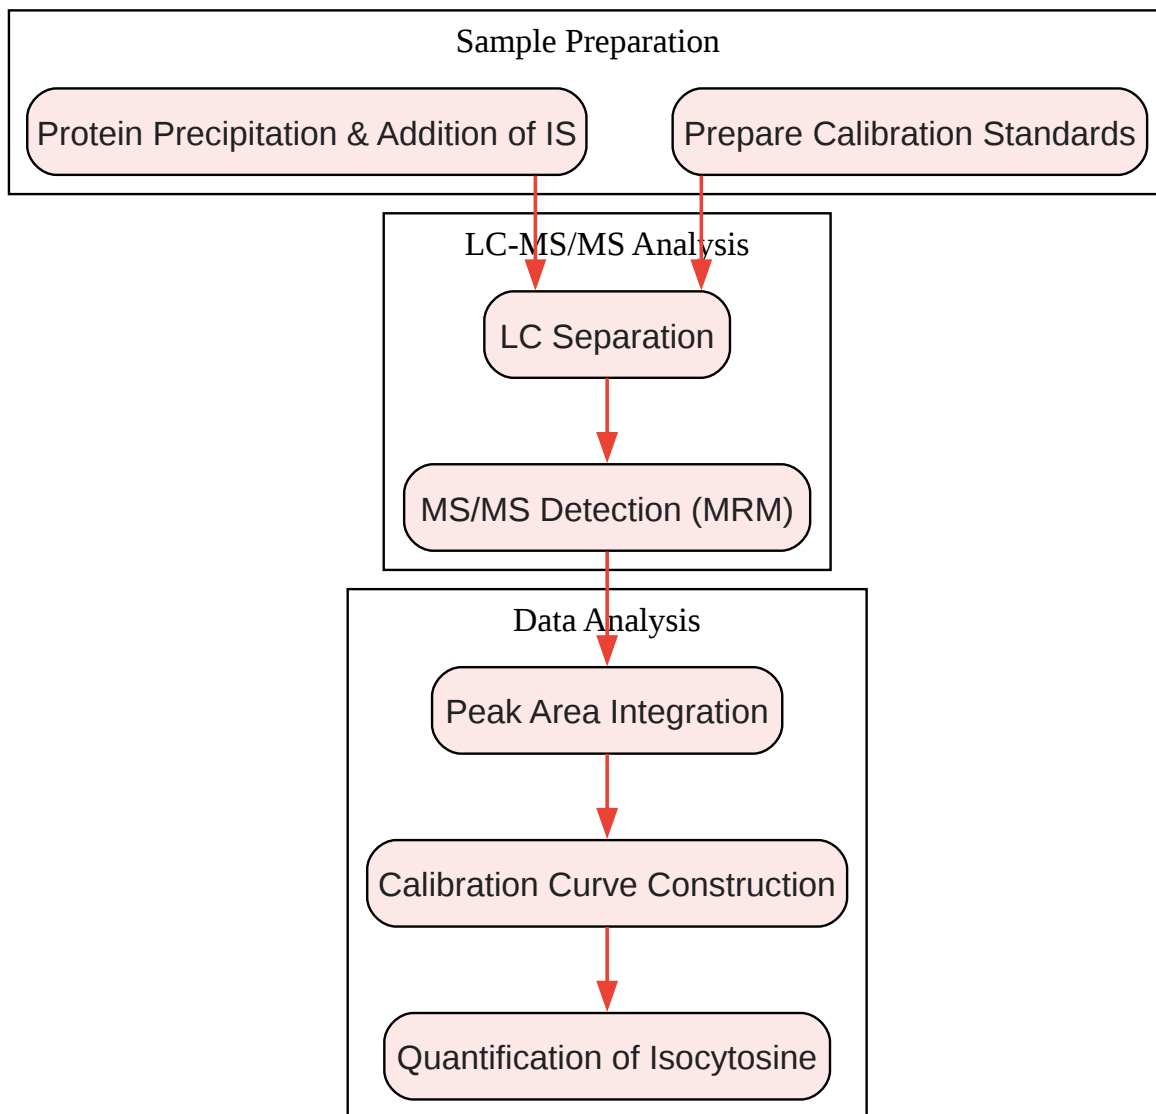 Sample Preparation
Protein Precipitation & Addition of IS
Prepare Calibration Standards
LC-MS/MS Analysis
LC Separation
MS/MS Detection (MRM)
Data Analysis
Peak Area Integration
Calibration Curve Construction
Quantification of Isocytosine